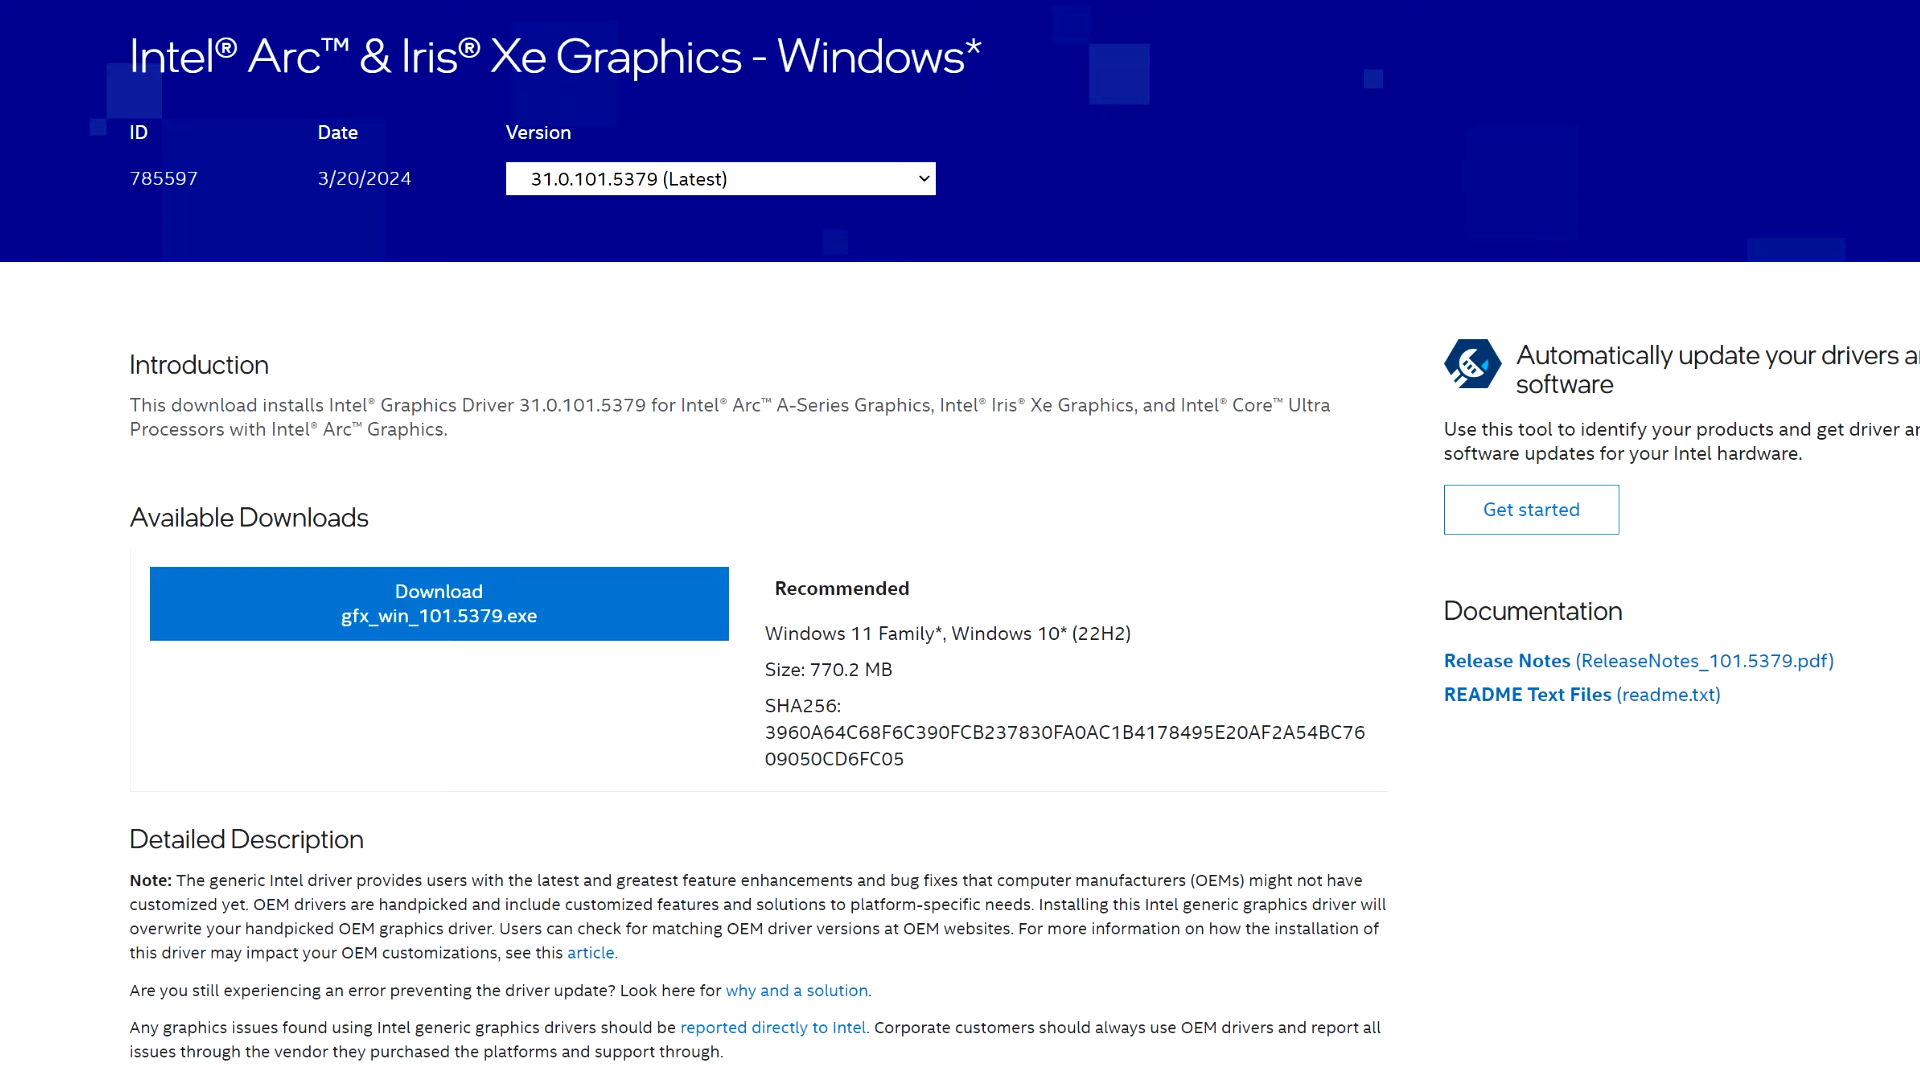 Intel® Arc™ & Iris® Xe Graphics - Windows*
ID
Date
Version
785597
3/20/2024
31.0.101.5379 (Latest)
Introduction
This download installs Intel® Graphics Driver 31.0.101.5379 for Intel® Arc™ A-Series Graphics, Intel® Iris® Xe Graphics, and Intel® Core™ Ultra
Processors with Intel® Arc™ Graphics.
Available Downloads
Download
gfx_win_101.5379.exe
Recommended
Windows 11 Family*, Windows 10* (22H2)
Size: 770.2 MB
SHA256:
3960A64C68F6C390FCB237830FA0AC1B4178495E20AF2A54BC76
09050CD6FC05
Detailed Description
Note: The generic Intel driver provides users with the latest and greatest feature enhancements and bug fixes that computer manufacturers (OEMs) might not have
customized yet. OEM drivers are handpicked and include customized features and solutions to platform-specific needs. Installing this Intel generic graphics driver will
overwrite your handpicked OEM graphics driver. Users can check for matching OEM driver versions at OEM websites. For more information on how the installation of
this driver may impact your OEM customizations, see this article.
Are you still experiencing an error preventing the driver update? Look here for why and a solution.
Any graphics issues found using Intel generic graphics drivers should be reported directly to Intel. Corporate customers should always use OEM drivers and report all
issues through the vendor they purchased the platforms and support through.
Automatically update your drivers
software
Use this tool to identify your products and get driver
software updates for your Intel hardware.
Get started
Documentation
Release Notes (ReleaseNotes_101.5379.pdf)
README Text Files (readme.txt)